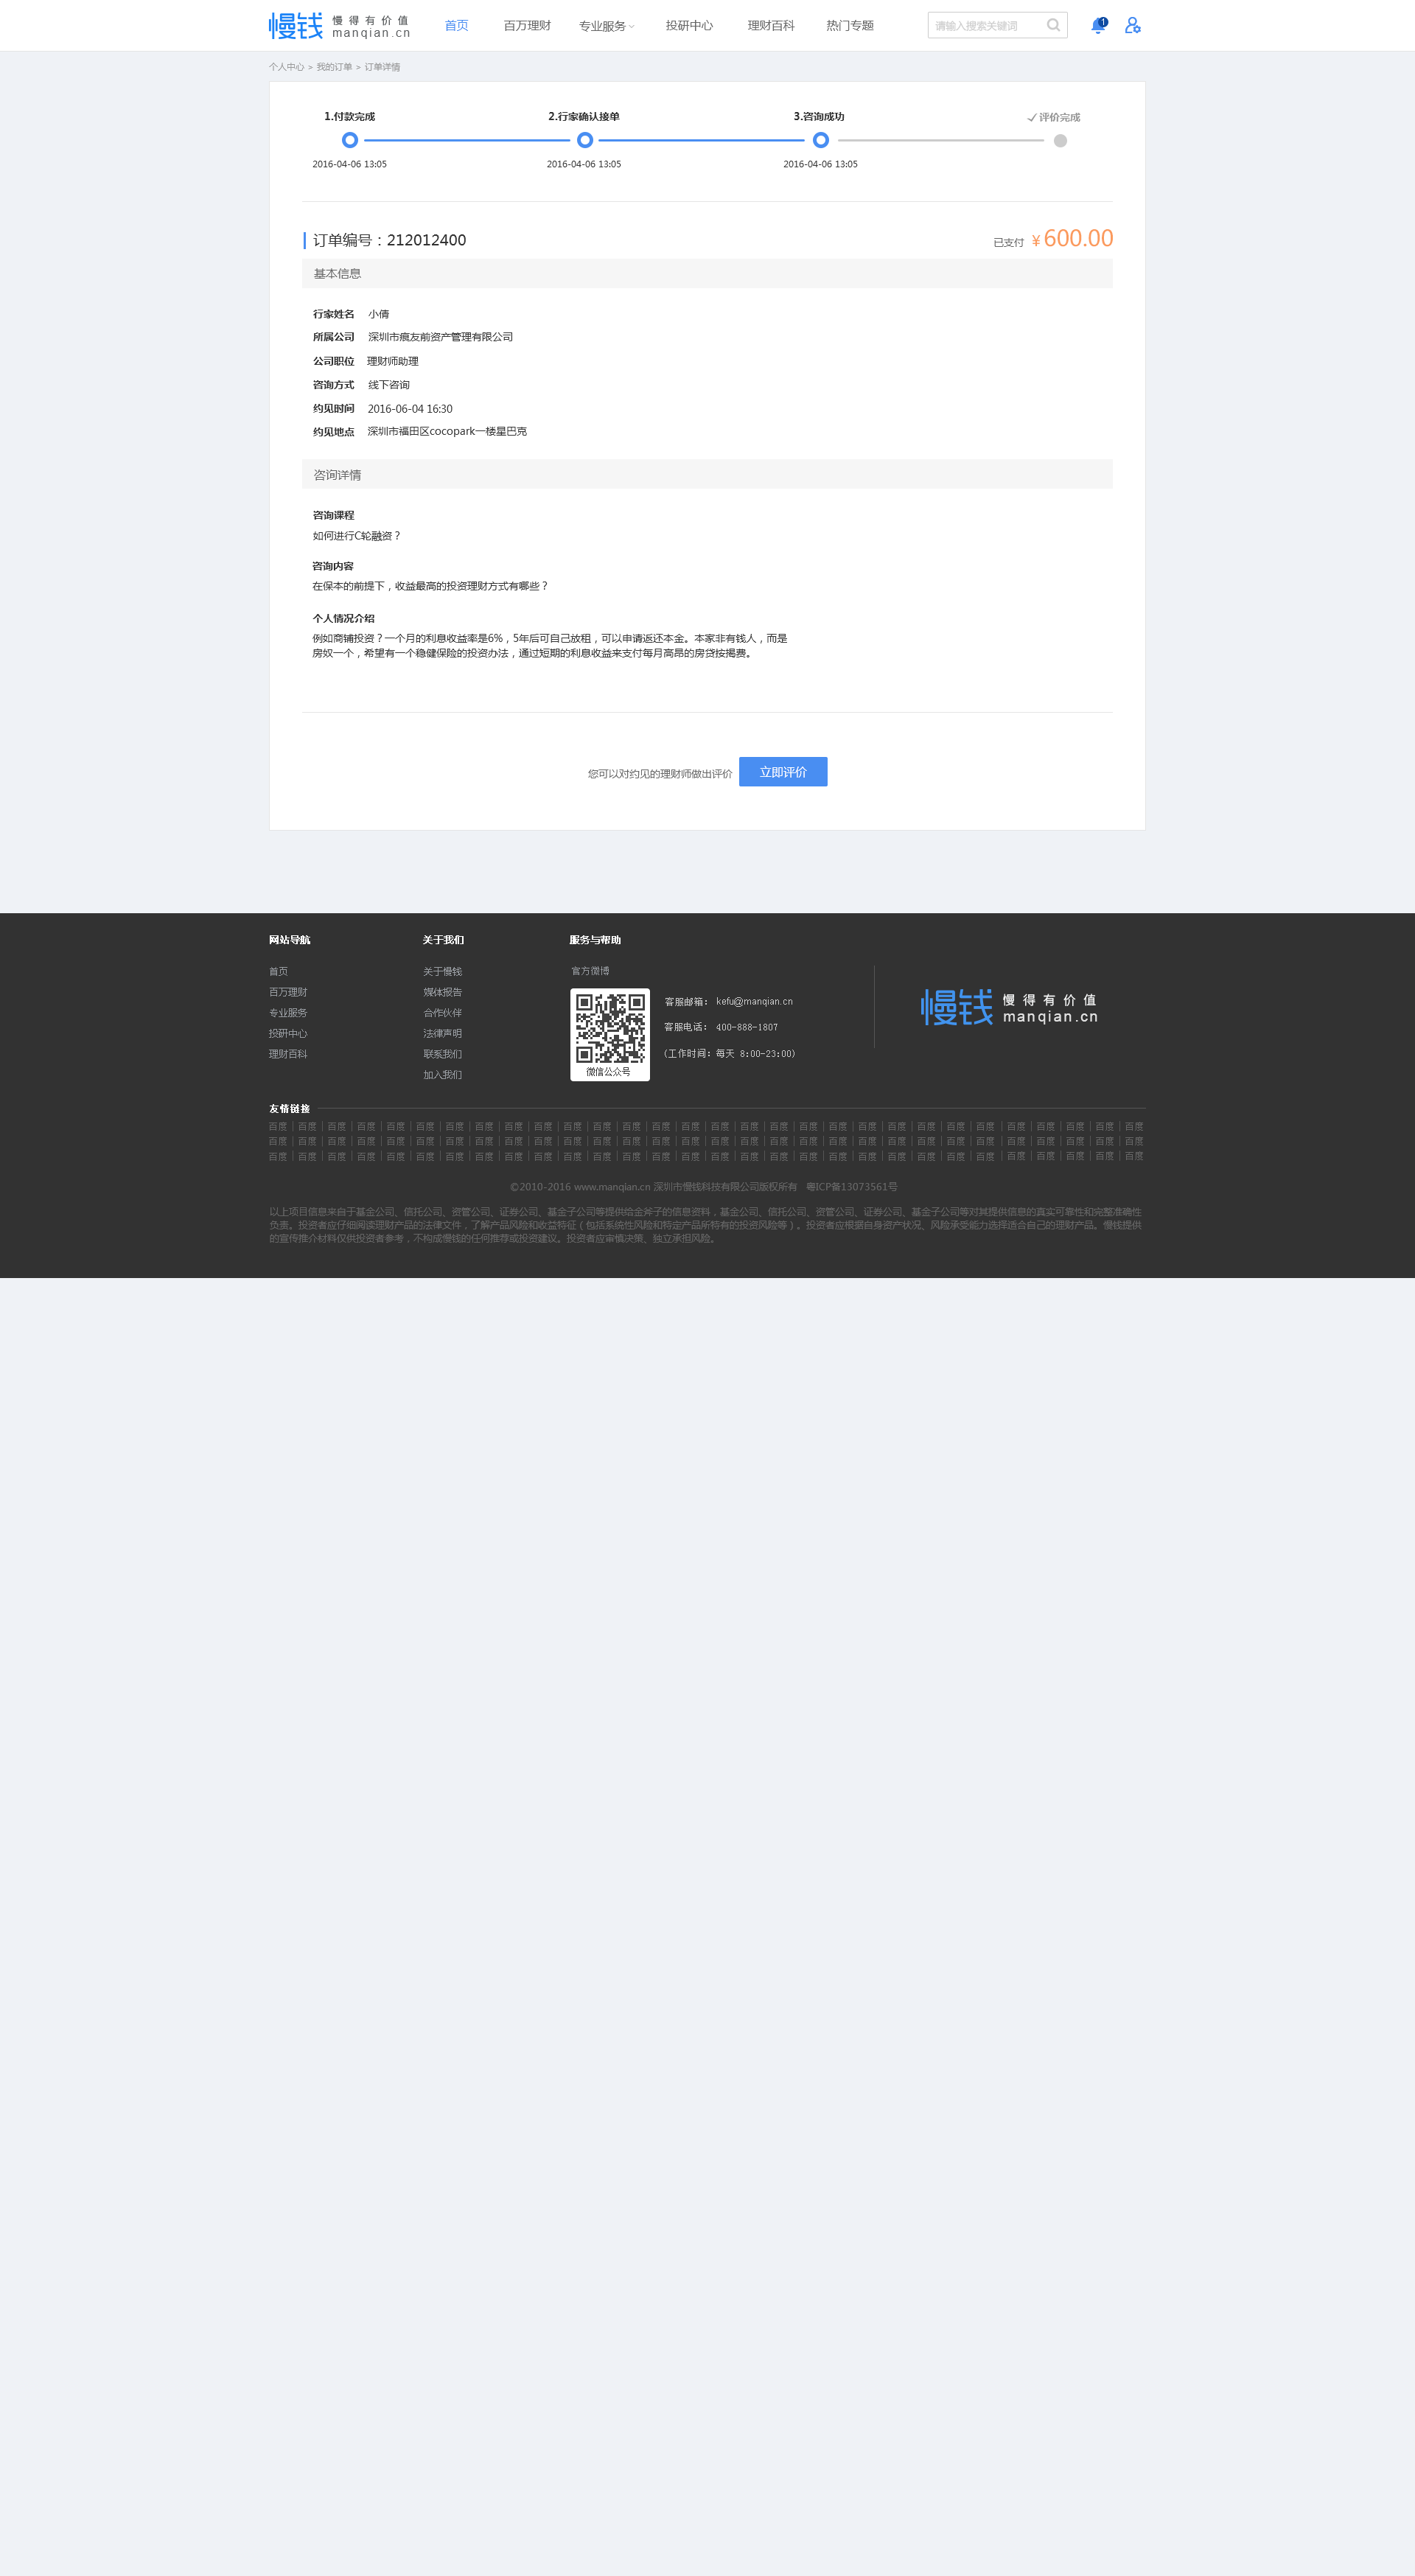 慢钱 慢得有价值
manqian.cn
首页 百万理财 专业服务 投研中心 理财百科 热门专题 请输入搜索关键词 1
个人中心 > 我的订单 > 订单详情
1.付款完成 2.行家确认接单 3.咨询成功 评价完成
2016-04-06 13:05 2016-04-06 13:05 2016-04-06 13:05
订单编号：212012400 已支付 ¥600.00
基本信息
行家姓名 小倩
所属公司 深圳市疯友前资产管理有限公司
公司职位 理财师助理
咨询方式 线下咨询
约见时间 2016-06-04 16:30
约见地点 深圳市福田区cocopark一楼星巴克
咨询详情
咨询课程
如何进行C轮融资？
咨询内容
在保本的前提下，收益最高的投资理财方式有哪些？
个人情况介绍
例如商铺投资？一个月的利息收益率是6%，5年后可自己放租，可以申请返还本金。本家非有钱人，而是
房奴一个，希望有一个稳健保险的投资办法，通过短期的利息收益来支付每月高昂的房贷按揭费。
您可以对约见的理财师做出评价 立即评价
网站导航 关于我们 服务与帮助
首页 关于慢钱 官方微博
百万理财 媒体报告 客服邮箱： kefu@manqian.cn
专业服务 合作伙伴
投研中心 法律声明 客服电话： 400-888-1807
理财百科 联系我们 (工作时间：每天 8:00-23:00)
加入我们 微信公众号
慢钱 慢得有价值
manqian.cn
友情链接
百度 百度 百度 百度 百度 百度 百度 百度 百度 百度 百度 百度 百度 百度 百度 百度 百度 百度 百度 百度 百度 百度 百度 百度 百度 百度 百度 百度 百度 百度
百度 百度 百度 百度 百度 百度 百度 百度 百度 百度 百度 百度 百度 百度 百度 百度 百度 百度 百度 百度 百度 百度 百度 百度 百度 百度 百度 百度 百度 百度
百度 百度 百度 百度 百度 百度 百度 百度 百度 百度 百度 百度 百度 百度 百度 百度 百度 百度 百度 百度 百度 百度 百度 百度 百度 百度 百度 百度 百度 百度
©2010-2016 www.manqian.cn 深圳市慢钱科技有限公司版权所有 粤ICP备13073561号
以上项目信息来自于基金公司、信托公司、资管公司、证券公司、基金子公司等提供给金斧子的信息资料，基金公司、信托公司、资管公司、证券公司、基金子公司等对其提供信息的真实可靠性和完整准确性
负责。投资者应仔细阅读理财产品的法律文件，了解产品风险和收益特征（包括系统性风险和特定产品所特有的投资风险等）。投资者应根据自身资产状况、风险承受能力选择适合自己的理财产品。慢钱提供
的宣传推介材料仅供投资者参考，不构成慢钱的任何推荐或投资建议。投资者应审慎决策、独立承担风险。